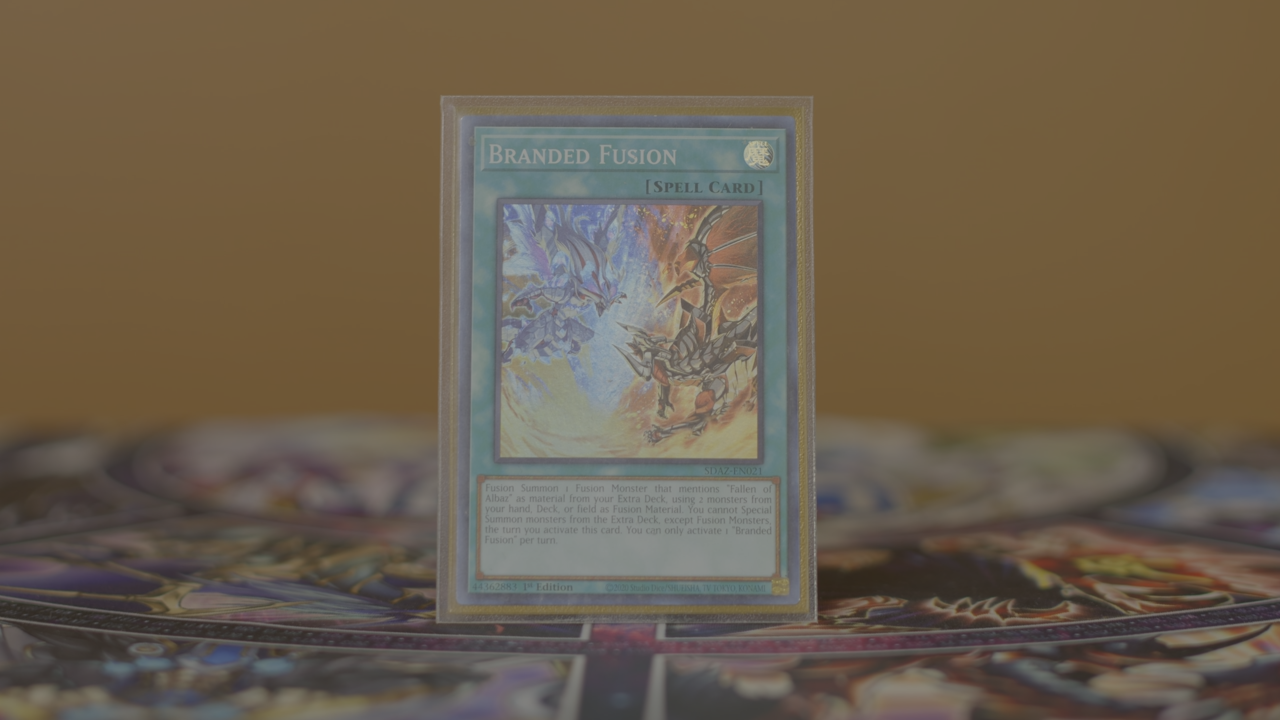 BRANDED FUSION
[SPELL CARD]
SDAZ-EN021
Fusion Summon 1 Fusion Monster that mentions "Fallen of
Albaz" as material from your Extra Deck, using 2 monsters from
your hand, Deck, or field as Fusion Material. You cannot Special
Summon monsters from the Extra Deck, except Fusion Monsters,
the turn you activate this card. You can only activate 1 "Branded
Fusion" per turn.
1st Edition